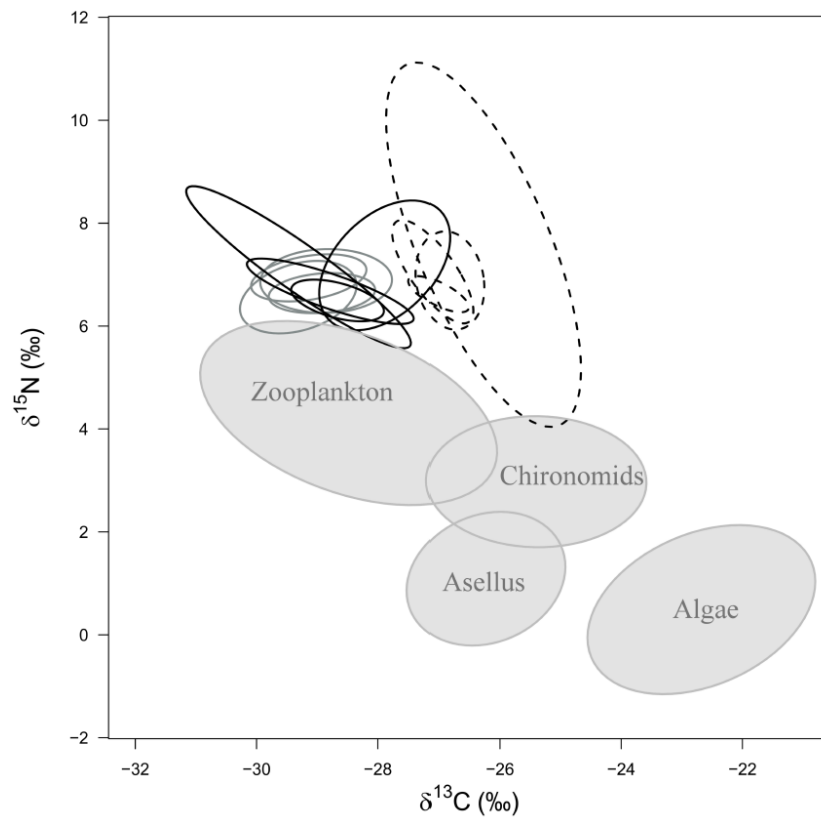 12
10
8
6
4
2
0
−2
δ15N (‰)
Zooplankton
Chironomids
Asellus
Algae
−32 −30 −28 −26 −24 −22
δ13C (‰)